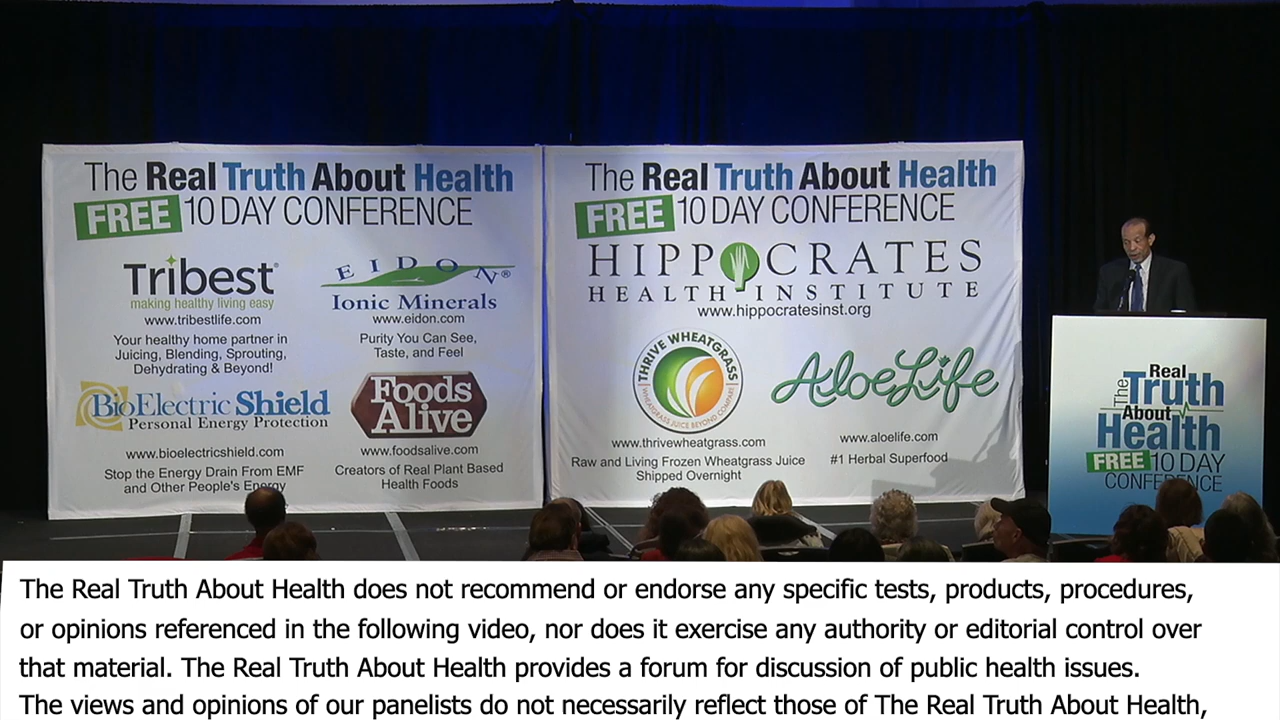 The Real Truth About Health
FREE 10 DAY CONFERENCE
Tribest®
making healthy living easy
www.tribestlife.com
Your healthy home partner in
Juicing, Blending, Sprouting,
Dehydrating & Beyond!
EIDON®
Ionic Minerals
www.eidon.com
Purity You Can See,
Taste, and Feel
BioElectric Shield
Personal Energy Protection
www.bioelectricshield.com
Stop the Energy Drain From EMF
and Other People's Energy
Foods
Alive
www.foodsalive.com
Creators of Real Plant Based
Health Foods
The Real Truth About Health
FREE 10 DAY CONFERENCE
HIPPOCRATES
HEALTH INSTITUTE
www.hippocratesinst.org
THRIVE WHEATGRASS
WHEATGRASS JUICE BEYOND COMPARE
www.thrivewheatgrass.com
Raw and Living Frozen Wheatgrass Juice
Shipped Overnight
AloeLife
www.aloelife.com
#1 Herbal Superfood
The Real
Truth
About
Health
FREE 10 DAY
CONFERENCE
The Real Truth About Health does not recommend or endorse any specific tests, products, procedures,
or opinions referenced in the following video, nor does it exercise any authority or editorial control over
that material. The Real Truth About Health provides a forum for discussion of public health issues.
The views and opinions of our panelists do not necessarily reflect those of The Real Truth About Health,